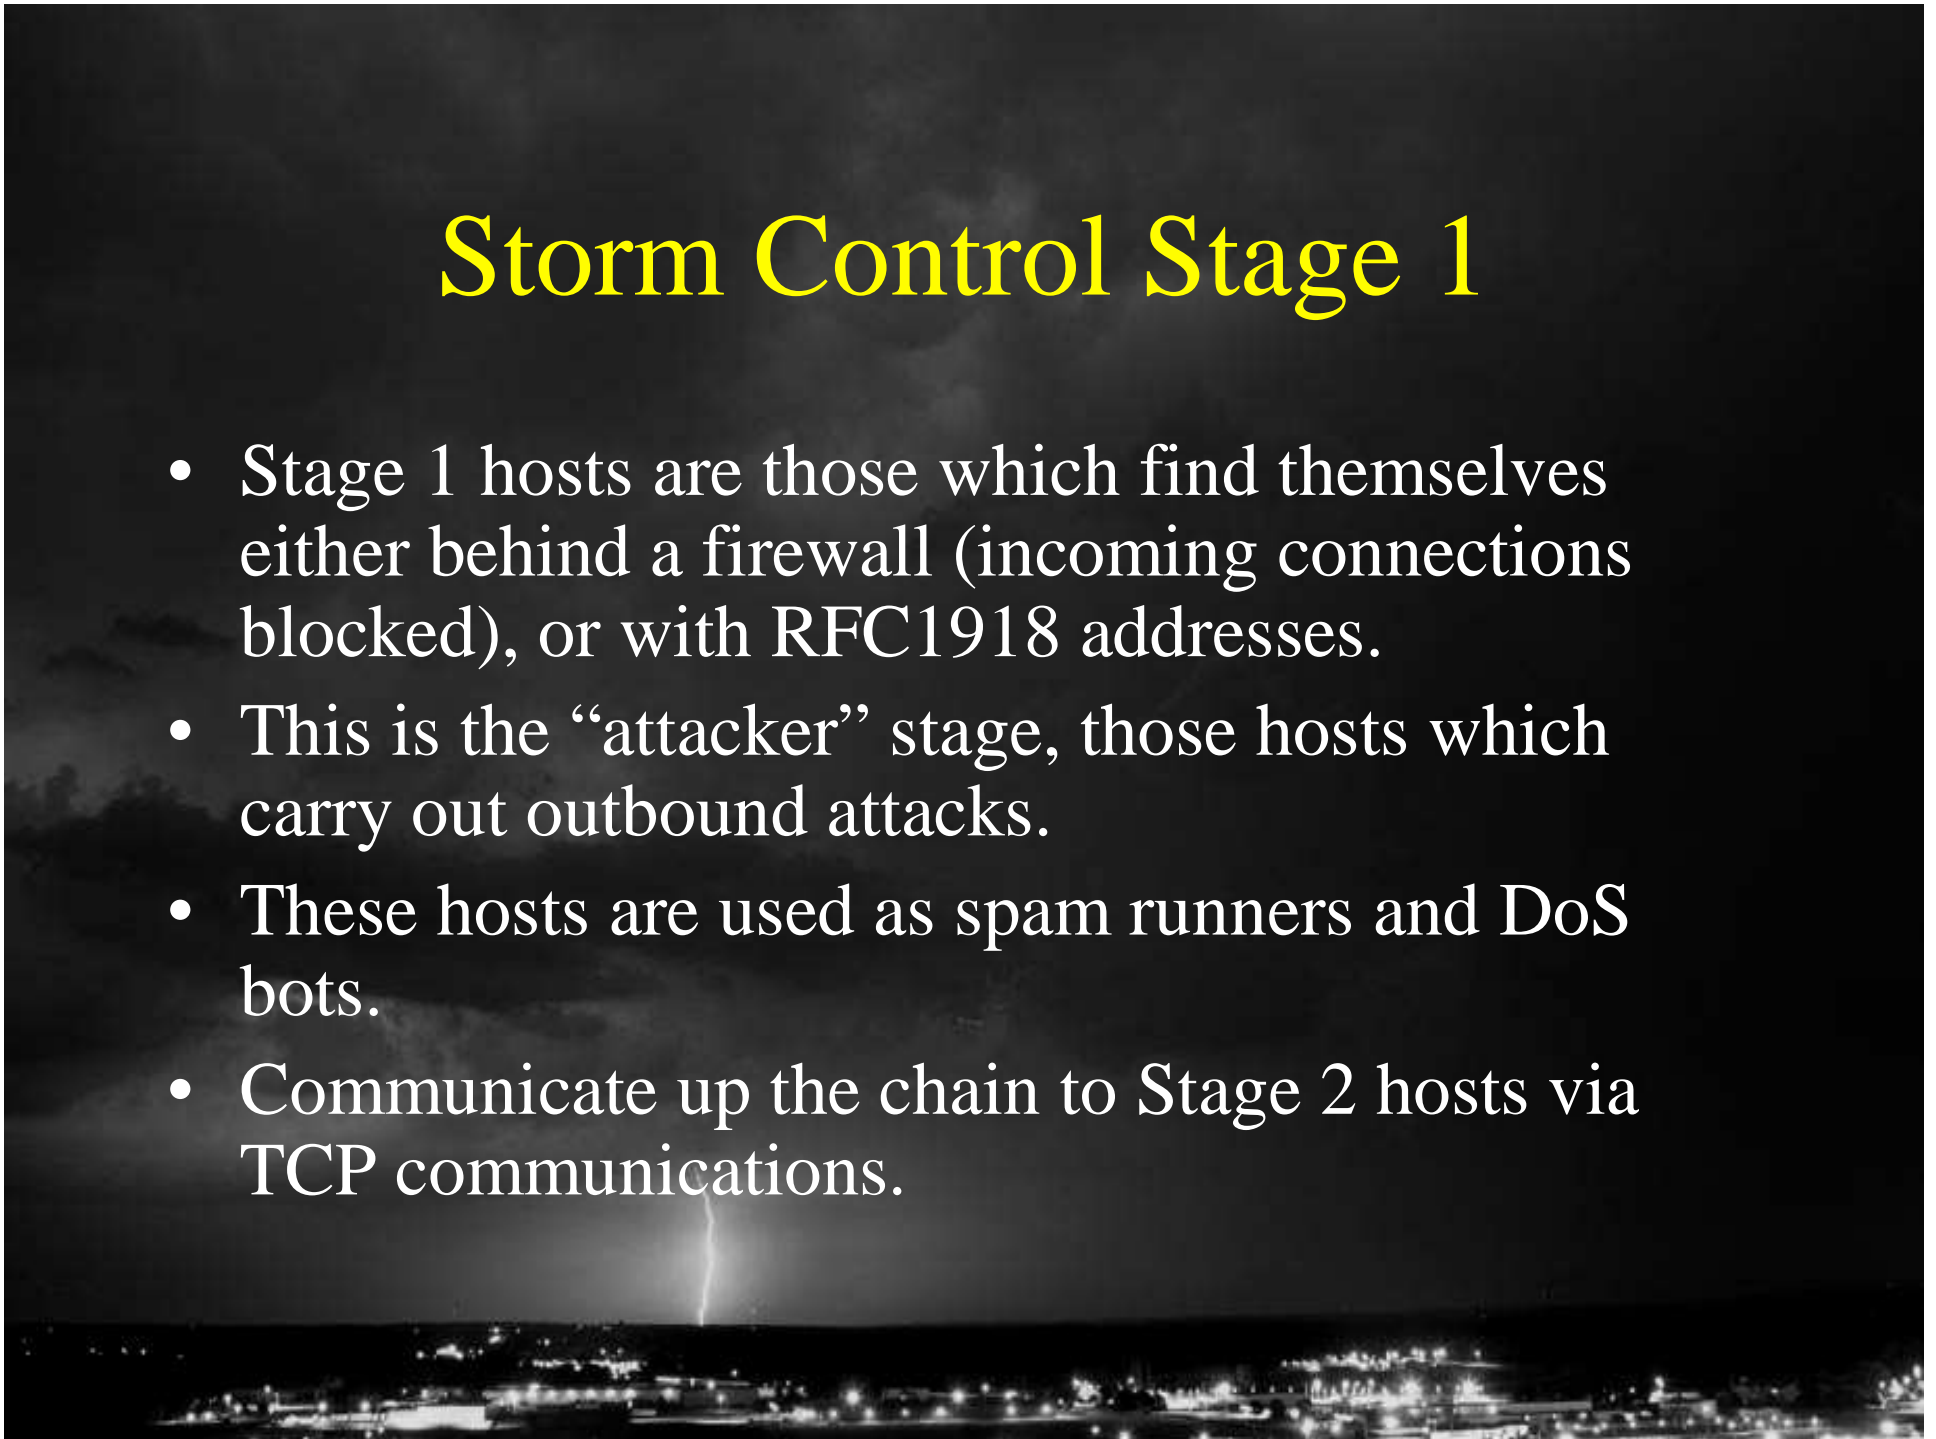 Storm Control Stage 1
• Stage 1 hosts are those which find themselves
either behind a firewall (incoming connections
blocked), or with RFC1918 addresses.
• This is the “attacker” stage, those hosts which
carry out outbound attacks.
• These hosts are used as spam runners and DoS
bots.
• Communicate up the chain to Stage 2 hosts via
TCP communications.